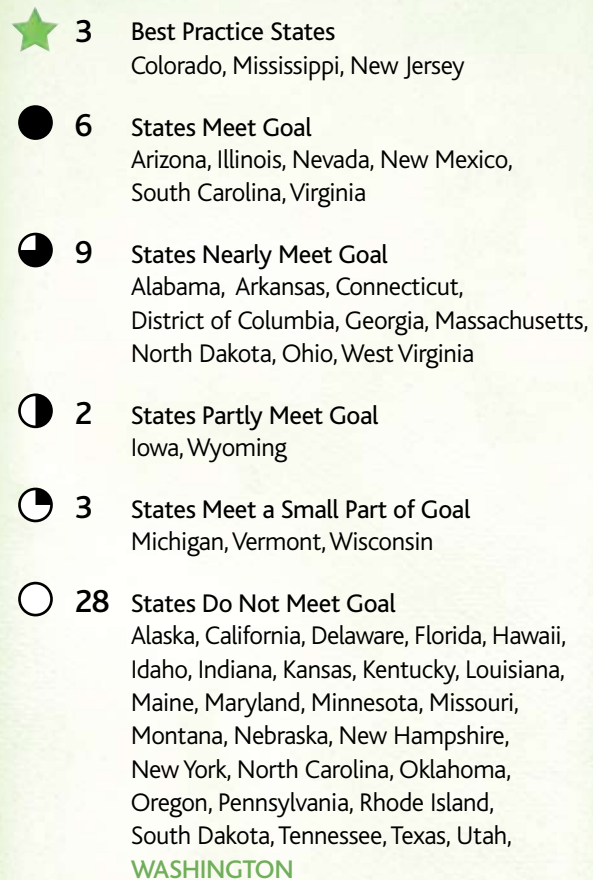 3 Best Practice States
Colorado, Mississippi, New Jersey
6 States Meet Goal
Arizona, Illinois, Nevada, New Mexico,
South Carolina, Virginia
9 States Nearly Meet Goal
Alabama, Arkansas, Connecticut,
District of Columbia, Georgia, Massachusetts,
North Dakota, Ohio, West Virginia
2 States Partly Meet Goal
Iowa, Wyoming
3 States Meet a Small Part of Goal
Michigan, Vermont, Wisconsin
28 States Do Not Meet Goal
Alaska, California, Delaware, Florida, Hawaii,
Idaho, Indiana, Kansas, Kentucky, Louisiana,
Maine, Maryland, Minnesota, Missouri,
Montana, Nebraska, New Hampshire,
New York, North Carolina, Oklahoma,
Oregon, Pennsylvania, Rhode Island,
South Dakota, Tennessee, Texas, Utah,
WASHINGTON